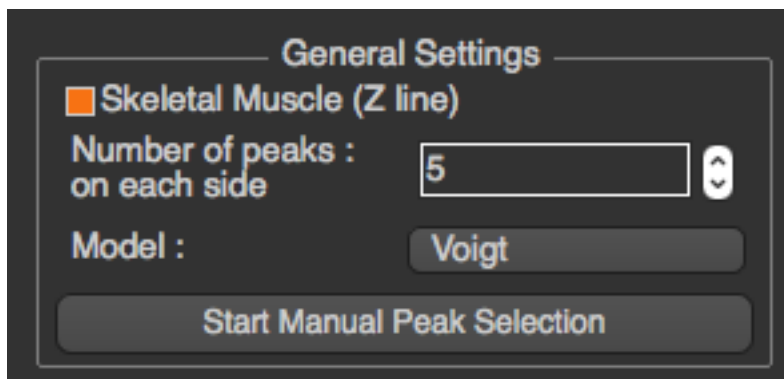 General Settings
Skeletal Muscle (Z line)
Number of peaks :
on each side
5
Model :
Voigt
Start Manual Peak Selection